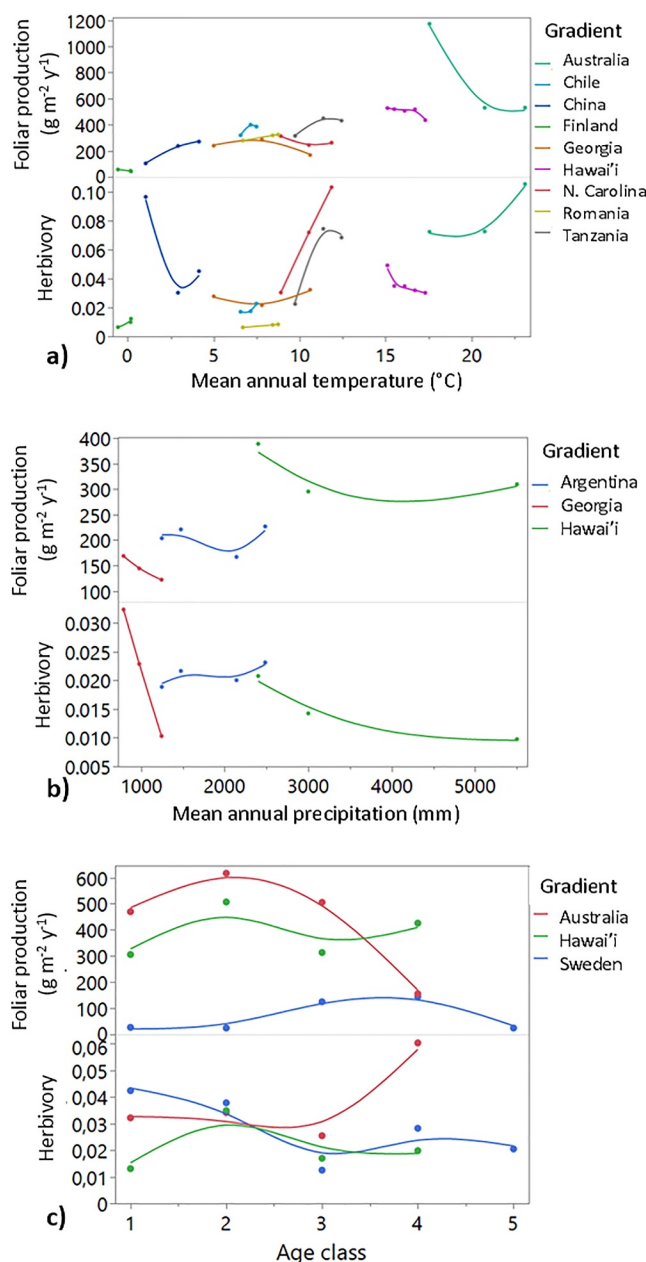 Foliar production
(g m⁻² y⁻¹)
1200
1000
800
600
400
200
0
Gradient
Australia
Chile
China
Finland
Georgia
Hawai'i
N. Carolina
Romania
Tanzania
Herbivory
0.10
0.08
0.06
0.04
0.02
0
0 5 10 15 20
a)
Mean annual temperature (°C)
Foliar production
(g m⁻² y⁻¹)
400
350
300
250
200
150
100
Gradient
Argentina
Georgia
Hawai'i
Herbivory
0.030
0.025
0.020
0.015
0.010
0.005
1000 2000 3000 4000 5000
b)
Mean annual precipitation (mm)
Foliar production
(g m⁻² y⁻¹)
600
500
400
300
200
100
0
Gradient
Australia
Hawai'i
Sweden
Herbivory
0,06
0,05
0,04
0,03
0,02
0,01
0
1 2 3 4 5
c)
Age class